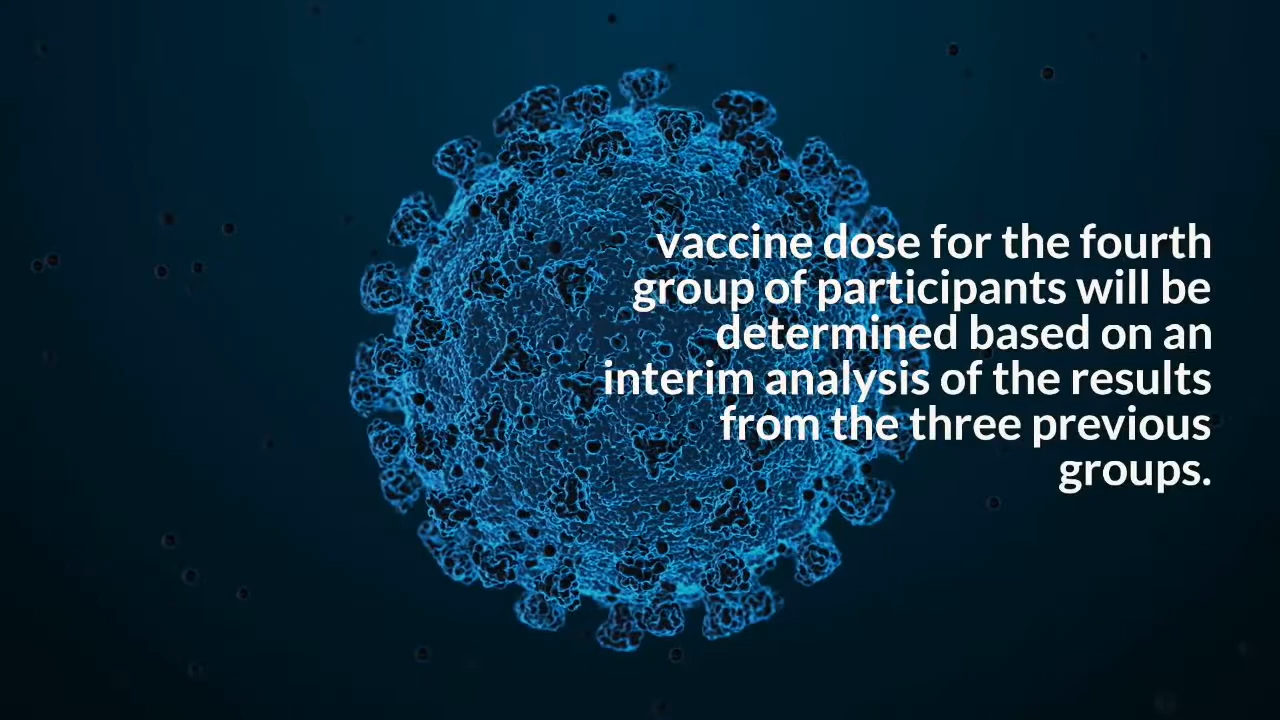 vaccine dose for the fourth
group of participants will be
determined based on an
interim analysis of the results
from the three previous
groups.